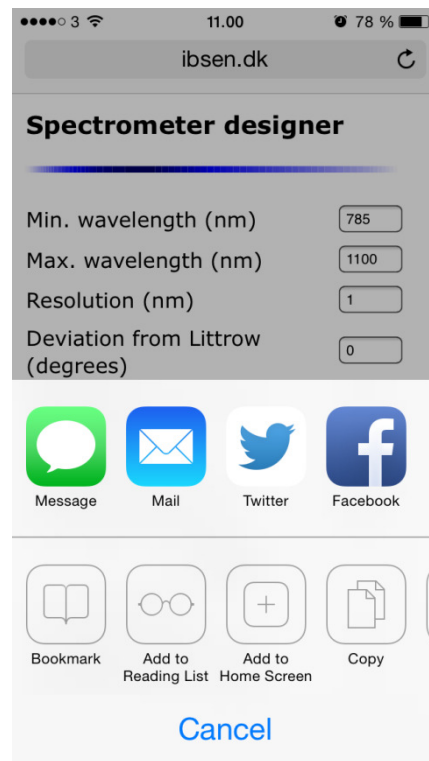 3 11.00 78 %
ibsen.dk
Spectrometer designer
Min. wavelength (nm) 785
Max. wavelength (nm) 1100
Resolution (nm) 1
Deviation from Littrow
(degrees) 0
Message Mail Twitter Facebook
Bookmark Add to Add to Copy
Reading List Home Screen
Cancel